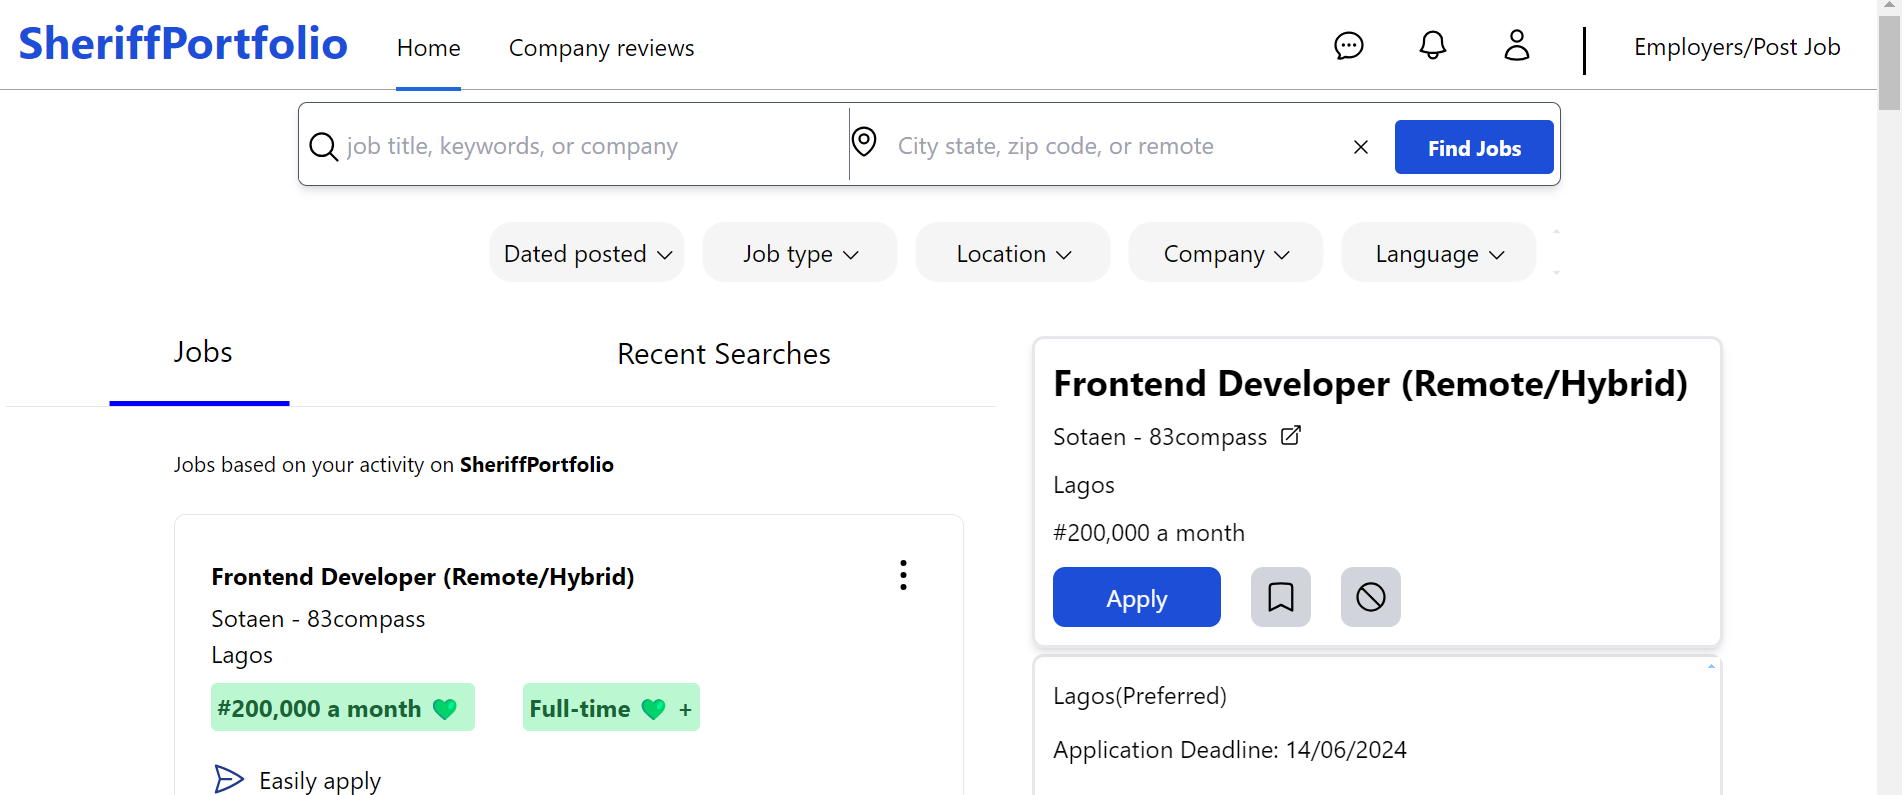 SheriffPortfolio
Home
Company reviews
Employers/Post Job
job title, keywords, or company
City state, zip code, or remote
Find Jobs
Dated posted
Job type
Location
Company
Language
Jobs
Recent Searches
Jobs based on your activity on SheriffPortfolio
Frontend Developer (Remote/Hybrid)
Sotaen - 83compass
Lagos
#200,000 a month
Full-time +
Easily apply
Frontend Developer (Remote/Hybrid)
Sotaen - 83compass
Lagos
#200,000 a month
Apply
Lagos(Preferred)
Application Deadline: 14/06/2024